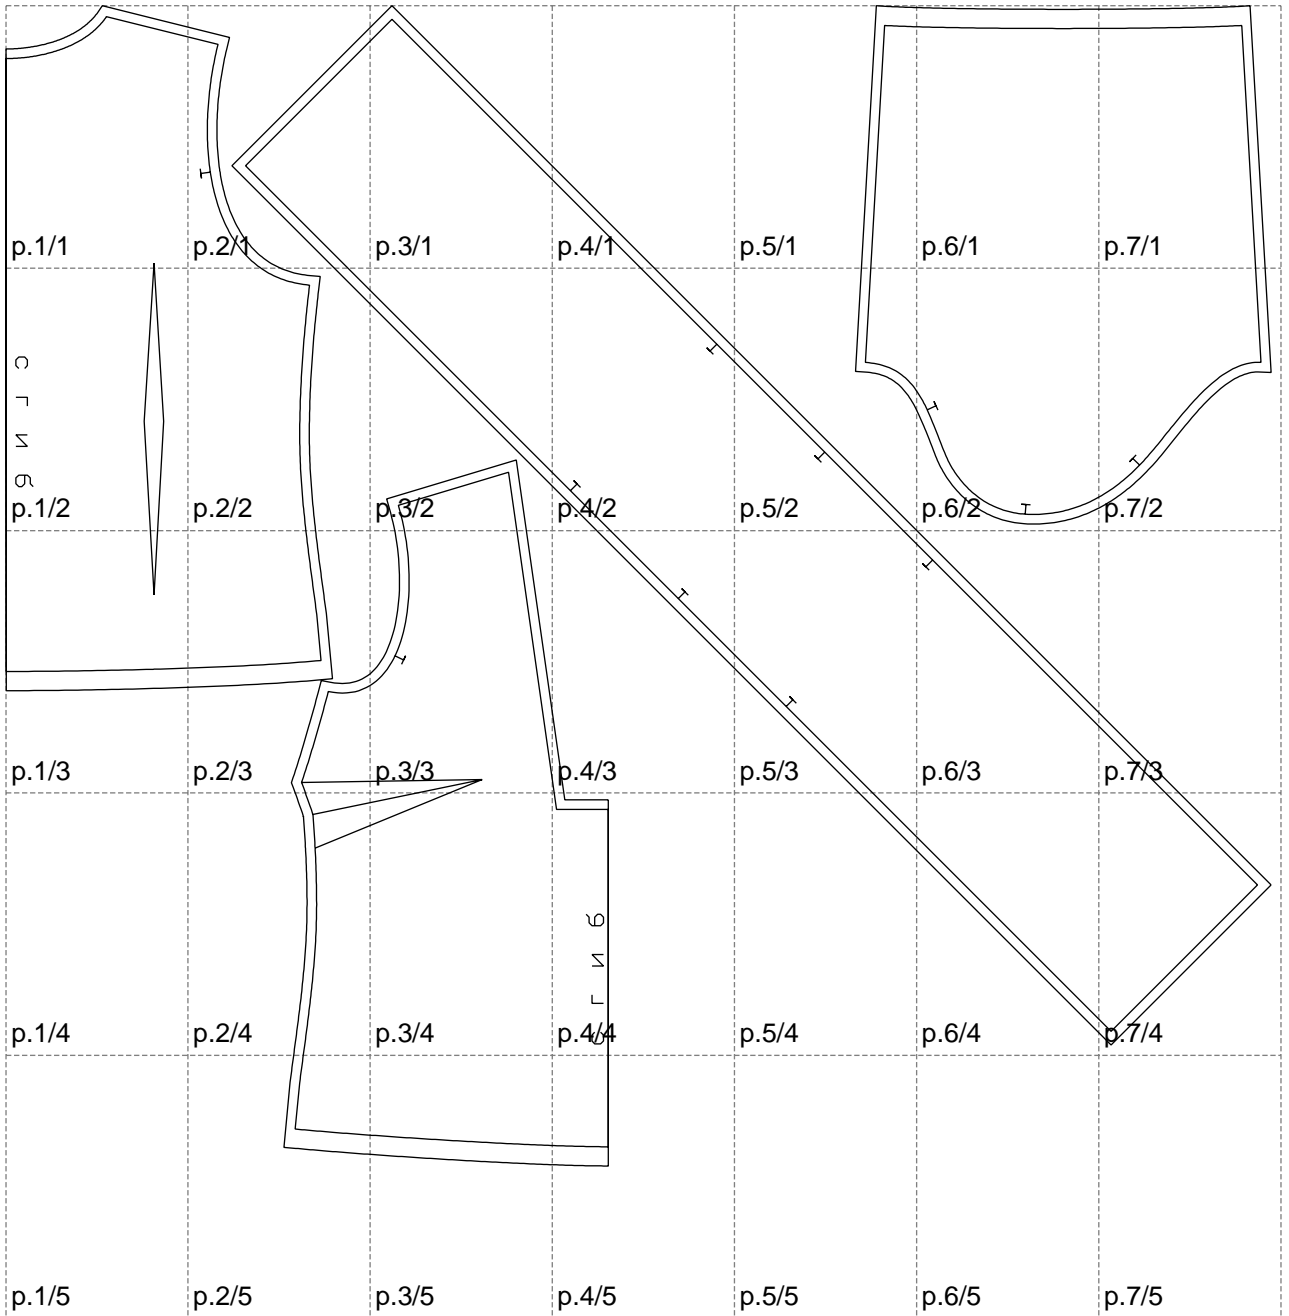 p.1/1 p.2/1 p.3/1 p.4/1 p.5/1 p.6/1 p.7/1
сгиб
p.1/2 p.2/2 p.3/2 p.4/2 p.5/2 p.6/2 p.7/2
p.1/3 p.2/3 p.3/3 p.4/3 p.5/3 p.6/3 p.7/3
сгиб
p.1/4 p.2/4 p.3/4 p.4/4 p.5/4 p.6/4 p.7/4
p.1/5 p.2/5 p.3/5 p.4/5 p.5/5 p.6/5 p.7/5